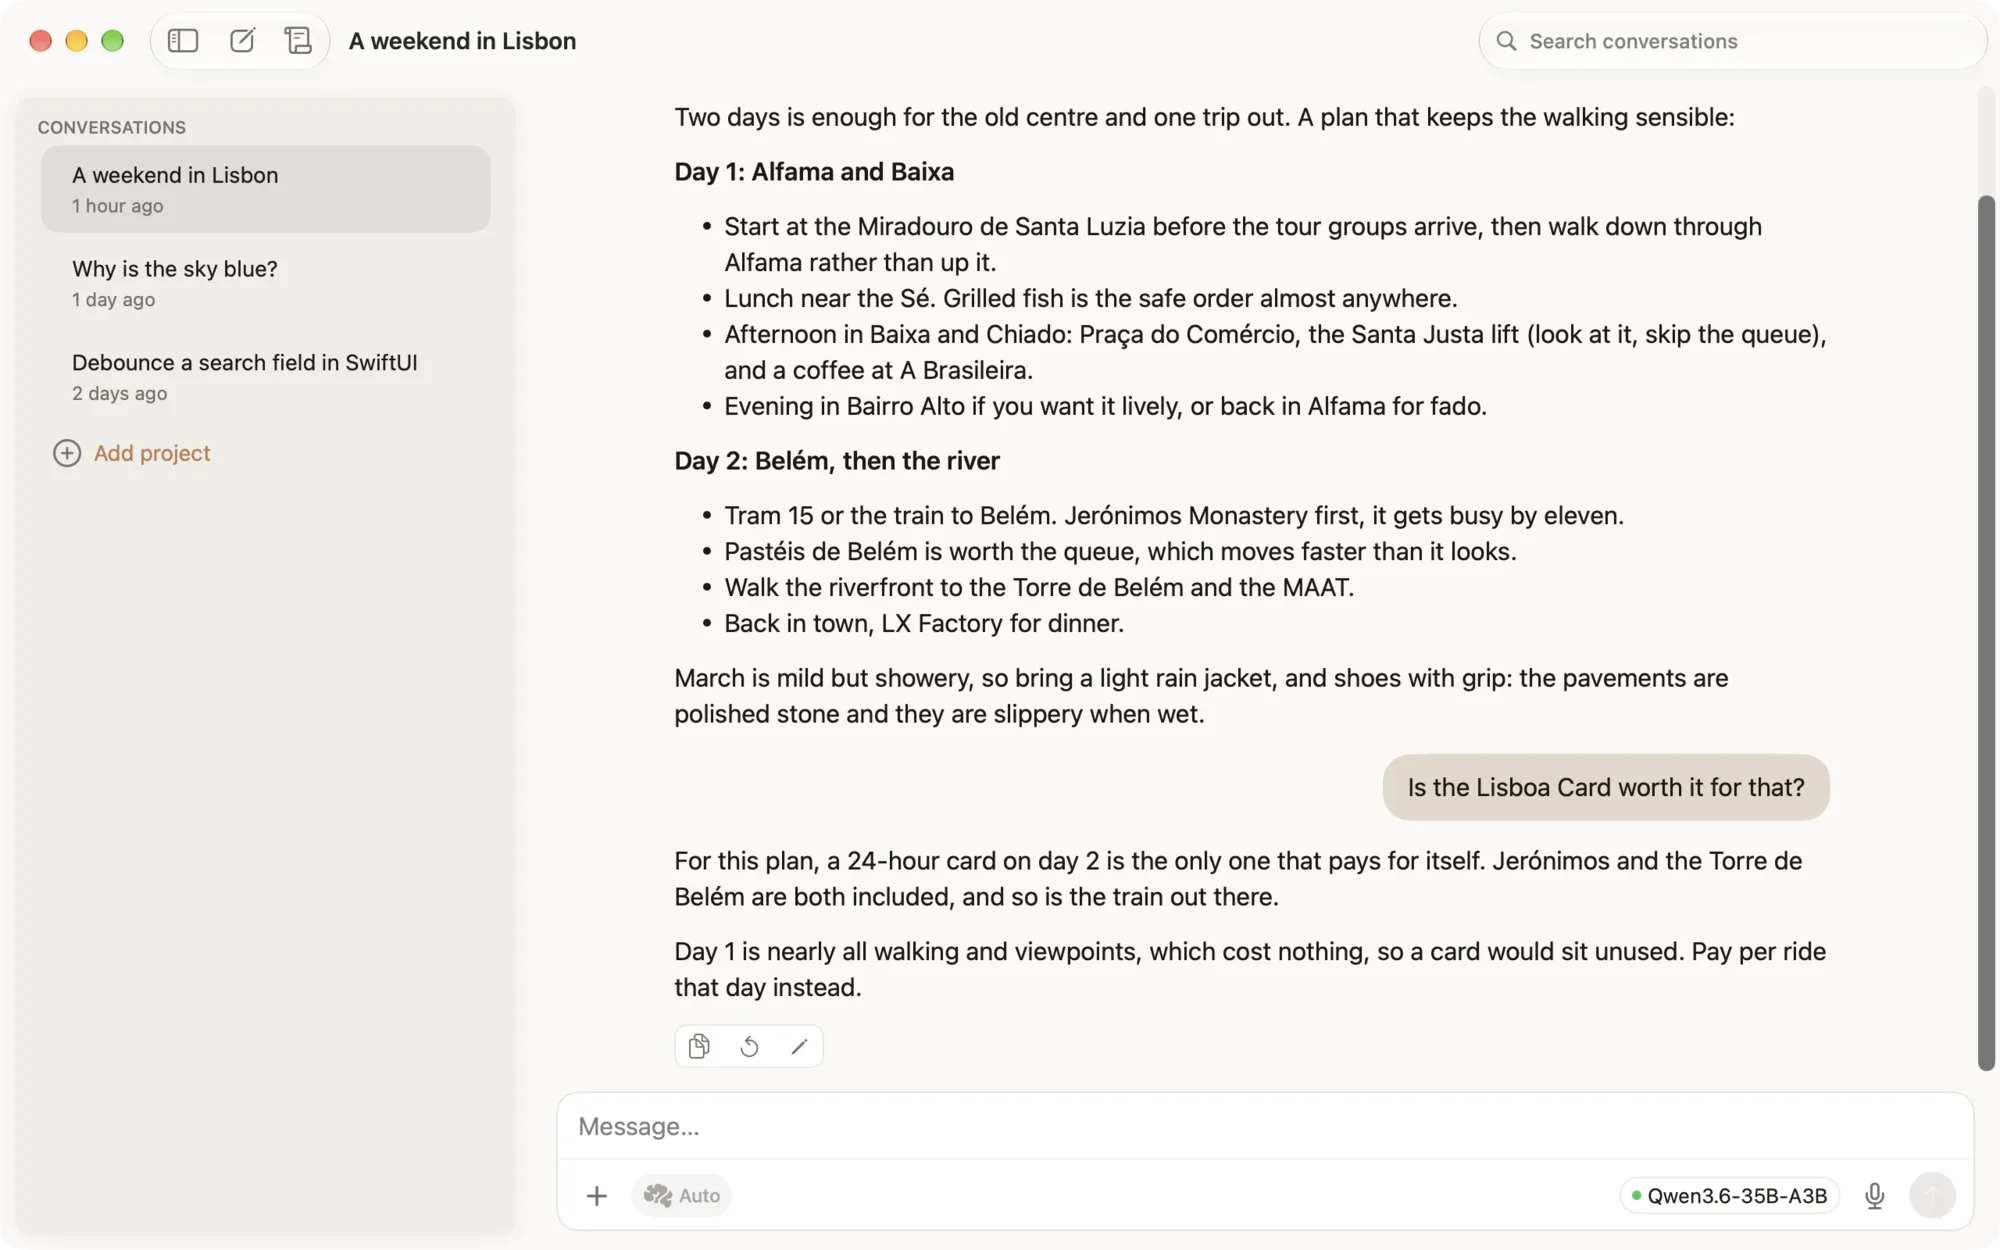 A weekend in Lisbon
Search conversations
CONVERSATIONS
A weekend in Lisbon
1 hour ago
Why is the sky blue?
1 day ago
Debounce a search field in SwiftUI
2 days ago
Add project
Two days is enough for the old centre and one trip out. A plan that keeps the walking sensible:
Day 1: Alfama and Baixa
• Start at the Miradouro de Santa Luzia before the tour groups arrive, then walk down through
Alfama rather than up it.
• Lunch near the Sé. Grilled fish is the safe order almost anywhere.
• Afternoon in Baixa and Chiado: Praça do Comércio, the Santa Justa lift (look at it, skip the queue),
and a coffee at A Brasileira.
• Evening in Bairro Alto if you want it lively, or back in Alfama for fado.
Day 2: Belém, then the river
• Tram 15 or the train to Belém. Jerónimos Monastery first, it gets busy by eleven.
• Pastéis de Belém is worth the queue, which moves faster than it looks.
• Walk the riverfront to the Torre de Belém and the MAAT.
• Back in town, LX Factory for dinner.
March is mild but showery, so bring a light rain jacket, and shoes with grip: the pavements are
polished stone and they are slippery when wet.
Is the Lisboa Card worth it for that?
For this plan, a 24-hour card on day 2 is the only one that pays for itself. Jerónimos and the Torre de
Belém are both included, and so is the train out there.
Day 1 is nearly all walking and viewpoints, which cost nothing, so a card would sit unused. Pay per ride
that day instead.
Message...
Auto
Qwen3.6-35B-A3B